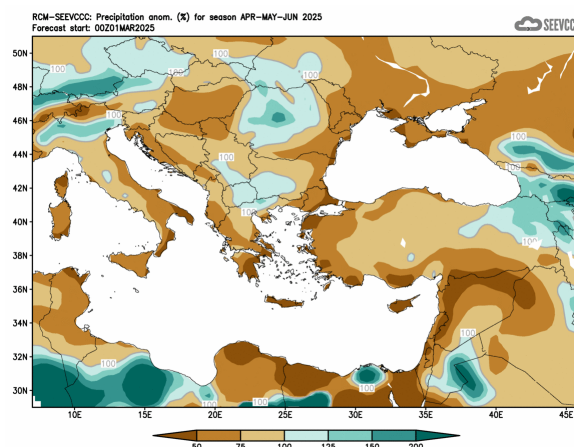 RCM-SEEVCCC: Precipitation anom. (%) for season APR-MAY-JUN 2025
Forecast start: 00Z01MAR2025
SEEVCC
50N
48N
46N
44N
42N
40N
38N
36N
34N
32N
30N
100
100
100
100
100
100
100
100
100
100
100
100
100
10E
15E
20E
25E
30E
35E
40E
45
50
75
100
125
150
200